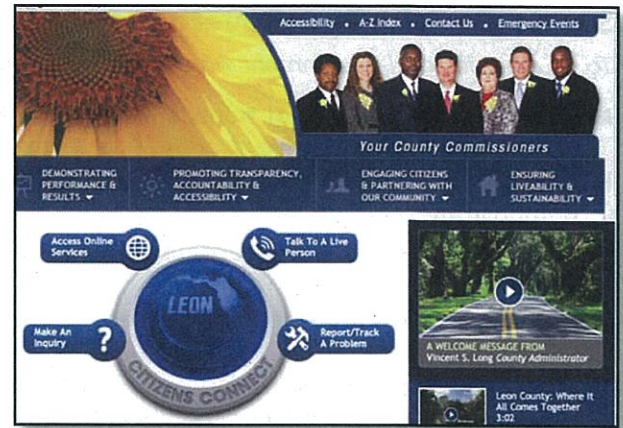 Accessibility • A-Z Index • Contact Us • Emergency Events
Your County Commissioners
DEMONSTRATING
PERFORMANCE &
RESULTS
PROMOTING TRANSPARENCY,
ACCOUNTABILITY &
ACCESSIBILITY
ENGAGING CITIZENS
& PARTNERING WITH
OUR COMMUNITY
ENSURING
LIVEABILITY &
SUSTAINABILITY
Access Online
Services
Talk To A Live
Person
LEON
Make An
Inquiry
?
Report/Track
A Problem
CITIZENS CONNECT
A WELCOME MESSAGE FROM
Vincent S. Long County Administrator
Leon County: Where It
All Comes Together
3:02